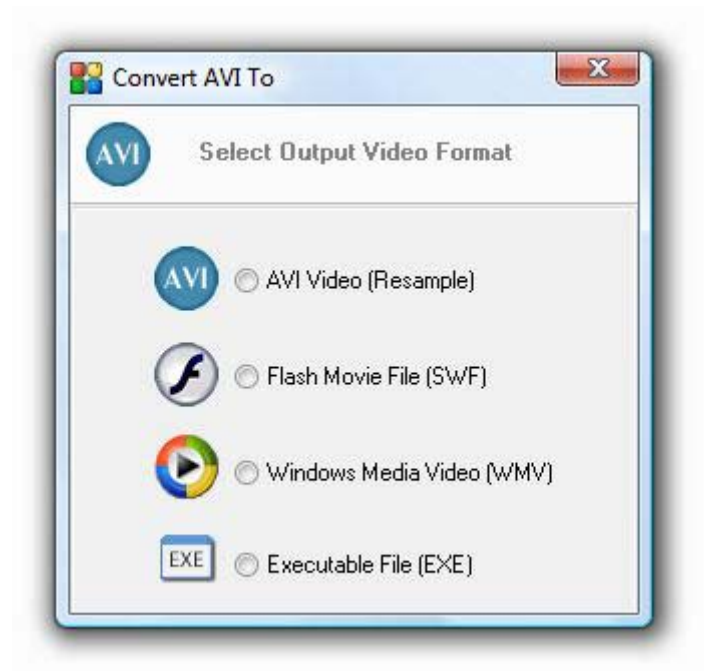 Convert AVI To
X
AVI
Select Output Video Format
AVI
AVI Video (Resample)
Flash Movie File (SWF)
Windows Media Video (WMV)
EXE
Executable File (EXE)